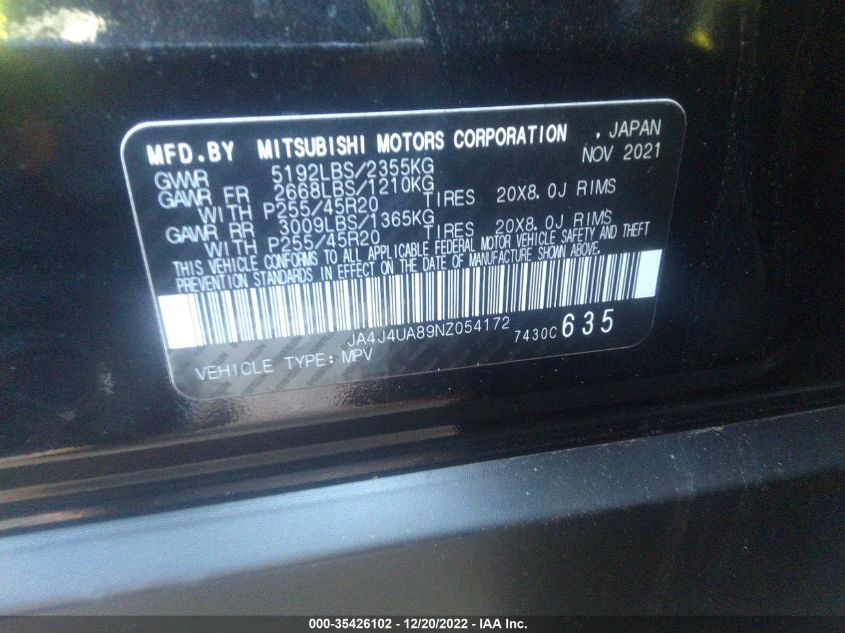 MFD.BY MITSUBISHI MOTORS CORPORATION , JAPAN
NOV 2021
GVWR 5192LBS/2355KG
GAWR FR 2668LBS/1210KG
WITH P255/45R20 TIRES 20X8.0J RIMS
GAWR RR 3009LBS/1365KG
WITH P255/45R20 TIRES 20X8.0J RIMS
THIS VEHICLE CONFORMS TO ALL APPLICABLE FEDERAL MOTOR VEHICLE SAFETY AND THEFT
PREVENTION STANDARDS IN EFFECT ON THE DATE OF MANUFACTURE SHOWN ABOVE.
JA4J4UA89NZ054172
7430C 635
VEHICLE TYPE: MPV
000-35426102 - 12/20/2022 - IAA Inc.